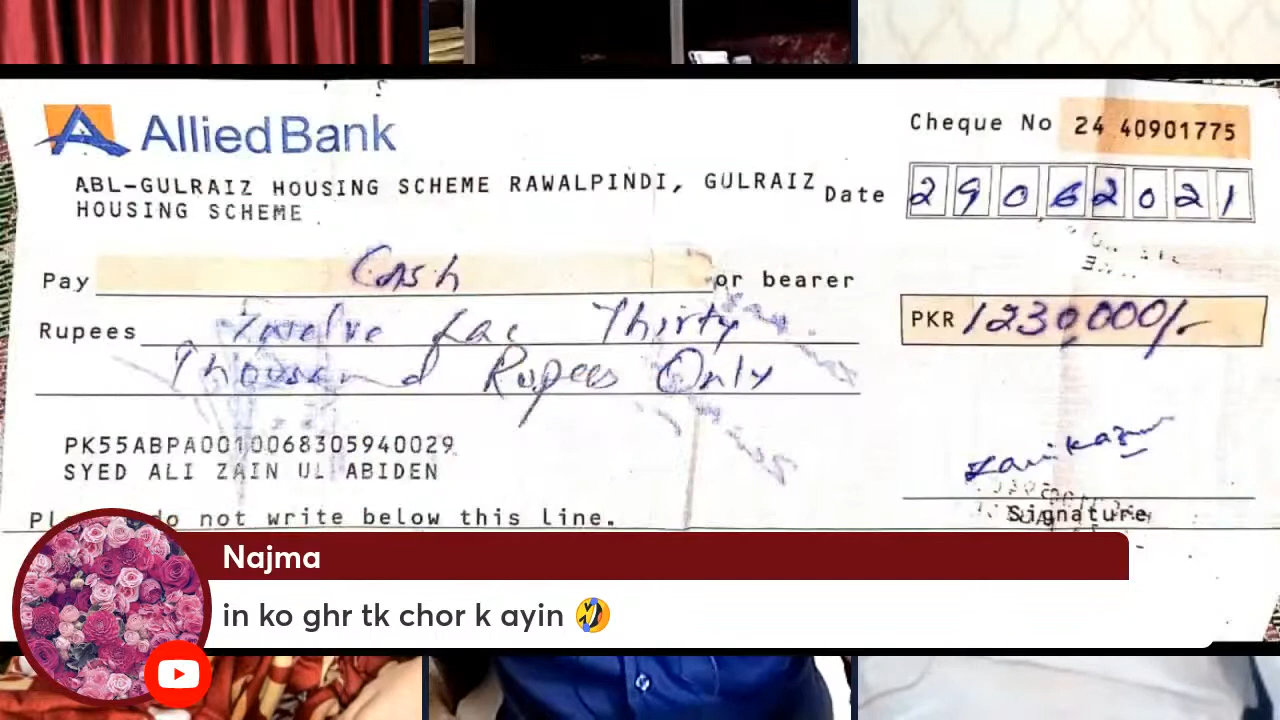 Allied Bank
Cheque No 24 40901775
ABL-GULRAIZ HOUSING SCHEME RAWALPINDI, GULRAIZ
HOUSING SCHEME
Date 29062021
Pay Cash or bearer
Rupees Twelve Lac Thirty
Thousand Rupees Only
PKR 1230,000/-
PK55ABPA0010068305940029
SYED ALI ZAIN UL ABIDEN
do not write below this line.
Signature
Najma
in ko ghr tk chor k ayin 🤣